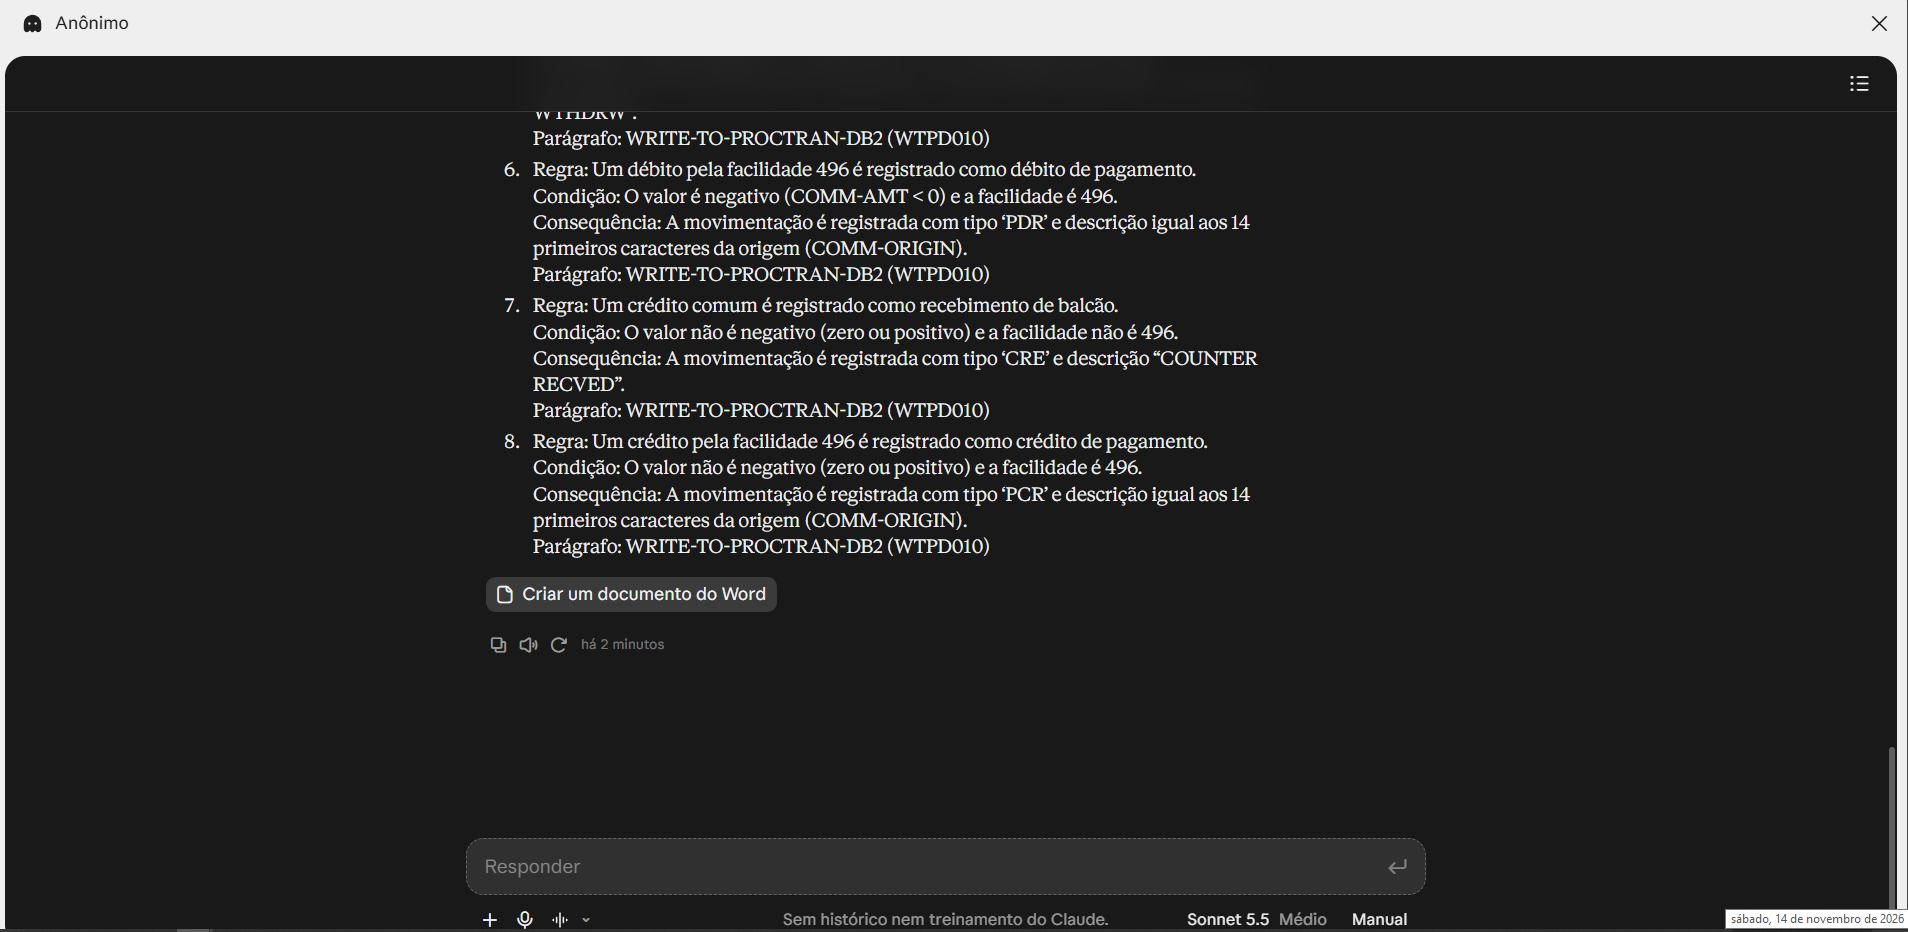 Anônimo
WTHDRW”.
Parágrafo: WRITE-TO-PROCTRAN-DB2 (WTPD010)
6. Regra: Um débito pela facilidade 496 é registrado como débito de pagamento.
Condição: O valor é negativo (COMM-AMT < 0) e a facilidade é 496.
Consequência: A movimentação é registrada com tipo ‘PDR’ e descrição igual aos 14
primeiros caracteres da origem (COMM-ORIGIN).
Parágrafo: WRITE-TO-PROCTRAN-DB2 (WTPD010)
7. Regra: Um crédito comum é registrado como recebimento de balcão.
Condição: O valor não é negativo (zero ou positivo) e a facilidade não é 496.
Consequência: A movimentação é registrada com tipo ‘CRE’ e descrição “COUNTER
RECVED”.
Parágrafo: WRITE-TO-PROCTRAN-DB2 (WTPD010)
8. Regra: Um crédito pela facilidade 496 é registrado como crédito de pagamento.
Condição: O valor não é negativo (zero ou positivo) e a facilidade é 496.
Consequência: A movimentação é registrada com tipo ‘PCR’ e descrição igual aos 14
primeiros caracteres da origem (COMM-ORIGIN).
Parágrafo: WRITE-TO-PROCTRAN-DB2 (WTPD010)
Criar um documento do Word
há 2 minutos
Responder
Sem histórico nem treinamento do Claude.
Sonnet 5.5 Médio
Manual
sábado, 14 de novembro de 2026